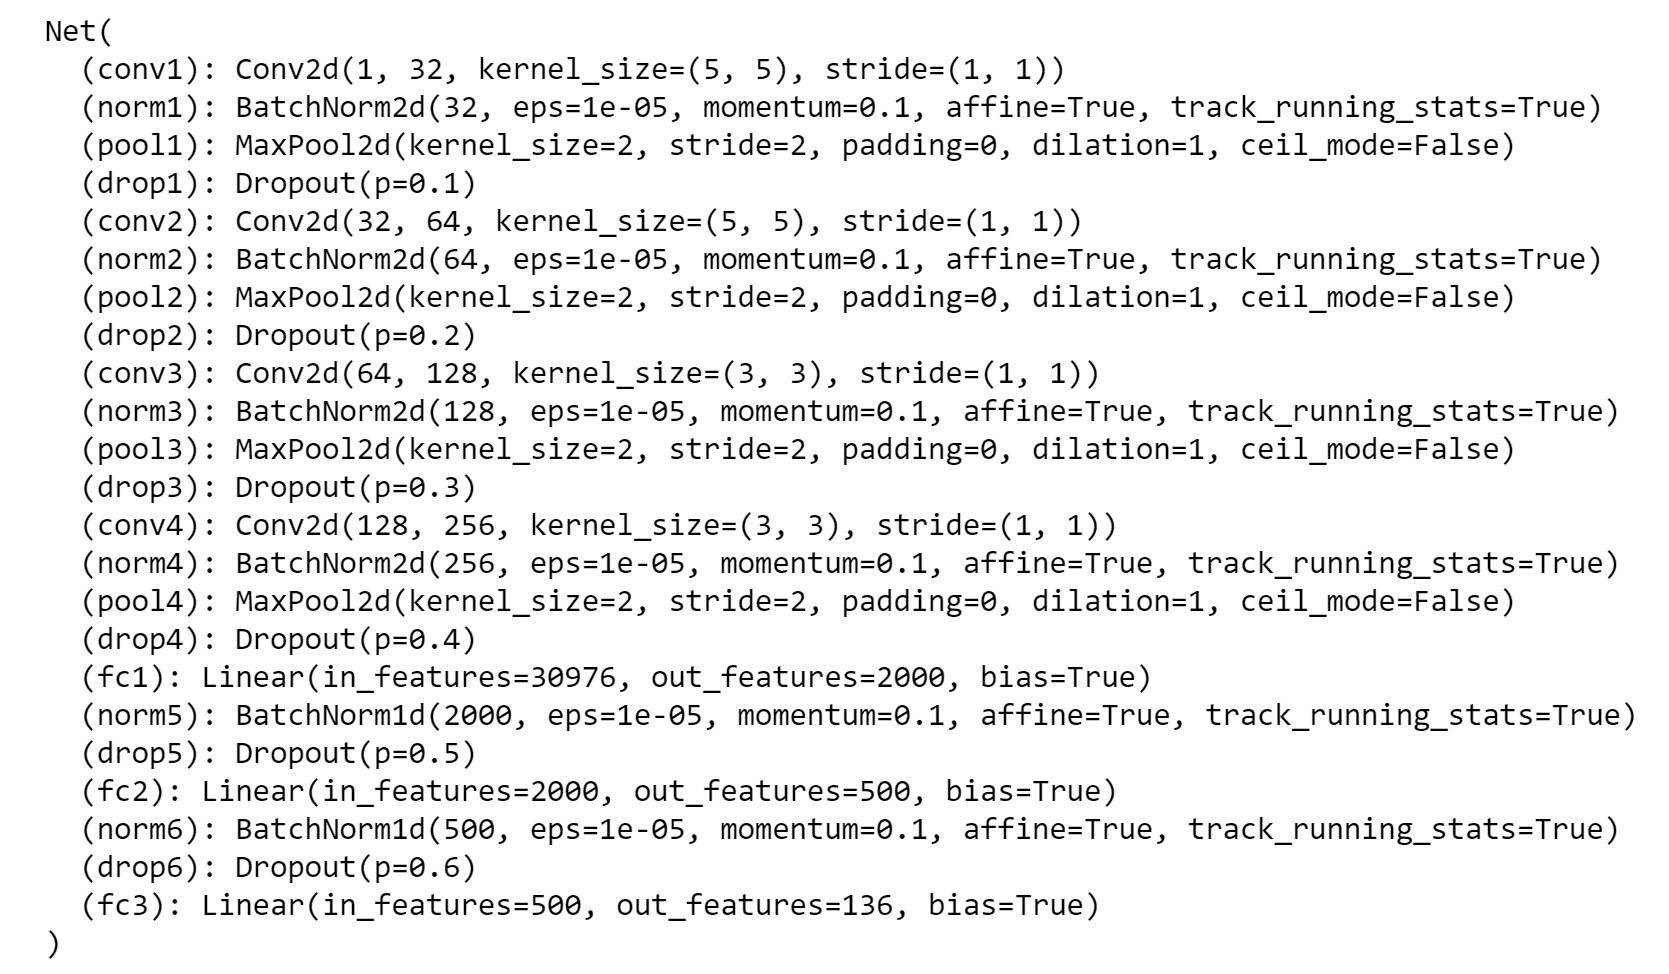 Net(
(conv1): Conv2d(1, 32, kernel_size=(5, 5), stride=(1, 1))
(norm1): BatchNorm2d(32, eps=1e-05, momentum=0.1, affine=True, track_running_stats=True)
(pool1): MaxPool2d(kernel_size=2, stride=2, padding=0, dilation=1, ceil_mode=False)
(drop1): Dropout(p=0.1)
(conv2): Conv2d(32, 64, kernel_size=(5, 5), stride=(1, 1))
(norm2): BatchNorm2d(64, eps=1e-05, momentum=0.1, affine=True, track_running_stats=True)
(pool2): MaxPool2d(kernel_size=2, stride=2, padding=0, dilation=1, ceil_mode=False)
(drop2): Dropout(p=0.2)
(conv3): Conv2d(64, 128, kernel_size=(3, 3), stride=(1, 1))
(norm3): BatchNorm2d(128, eps=1e-05, momentum=0.1, affine=True, track_running_stats=True)
(pool3): MaxPool2d(kernel_size=2, stride=2, padding=0, dilation=1, ceil_mode=False)
(drop3): Dropout(p=0.3)
(conv4): Conv2d(128, 256, kernel_size=(3, 3), stride=(1, 1))
(norm4): BatchNorm2d(256, eps=1e-05, momentum=0.1, affine=True, track_running_stats=True)
(pool4): MaxPool2d(kernel_size=2, stride=2, padding=0, dilation=1, ceil_mode=False)
(drop4): Dropout(p=0.4)
(fc1): Linear(in_features=30976, out_features=2000, bias=True)
(norm5): BatchNorm1d(2000, eps=1e-05, momentum=0.1, affine=True, track_running_stats=True)
(drop5): Dropout(p=0.5)
(fc2): Linear(in_features=2000, out_features=500, bias=True)
(norm6): BatchNorm1d(500, eps=1e-05, momentum=0.1, affine=True, track_running_stats=True)
(drop6): Dropout(p=0.6)
(fc3): Linear(in_features=500, out_features=136, bias=True)
)